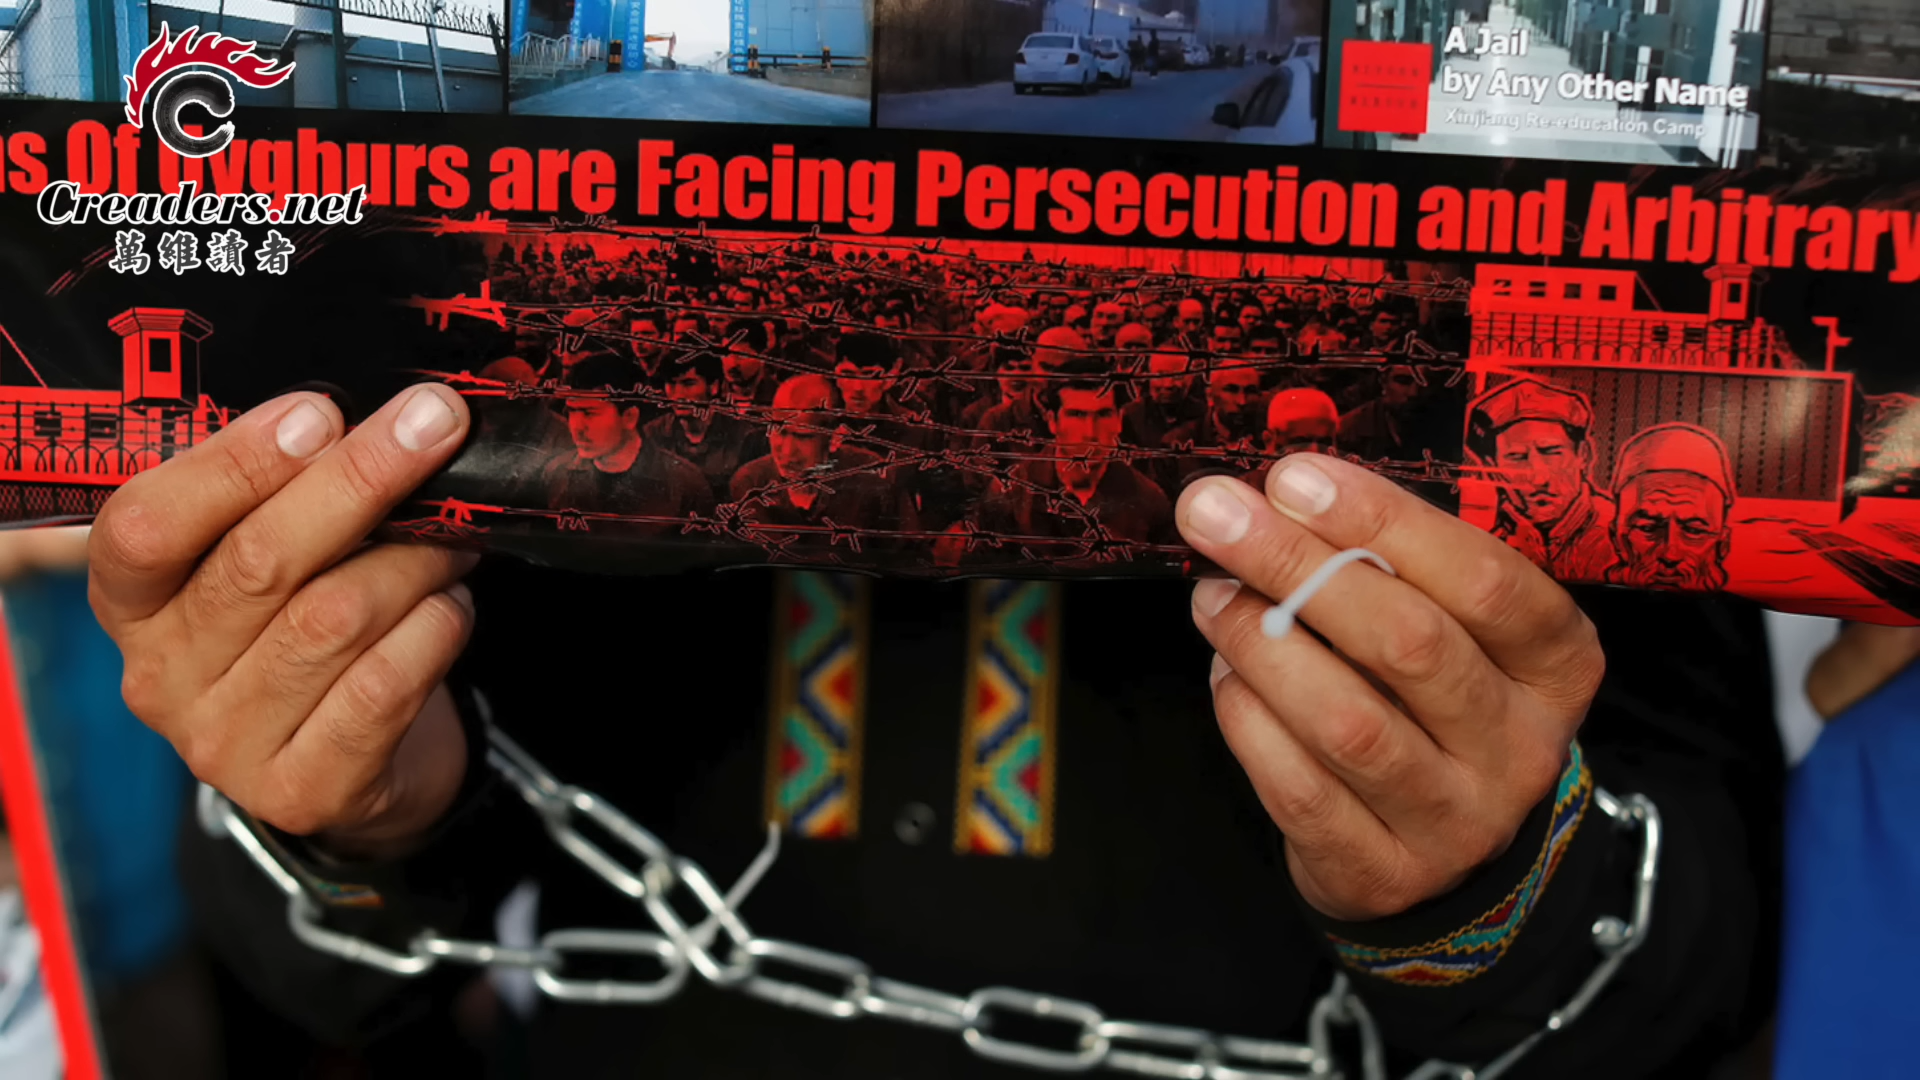 A Jail
by Any Other Name
Xinjiang Re-education Camp
Of Uyghurs are Facing Persecution and Arbitrary
Creaders.net
萬維讀者